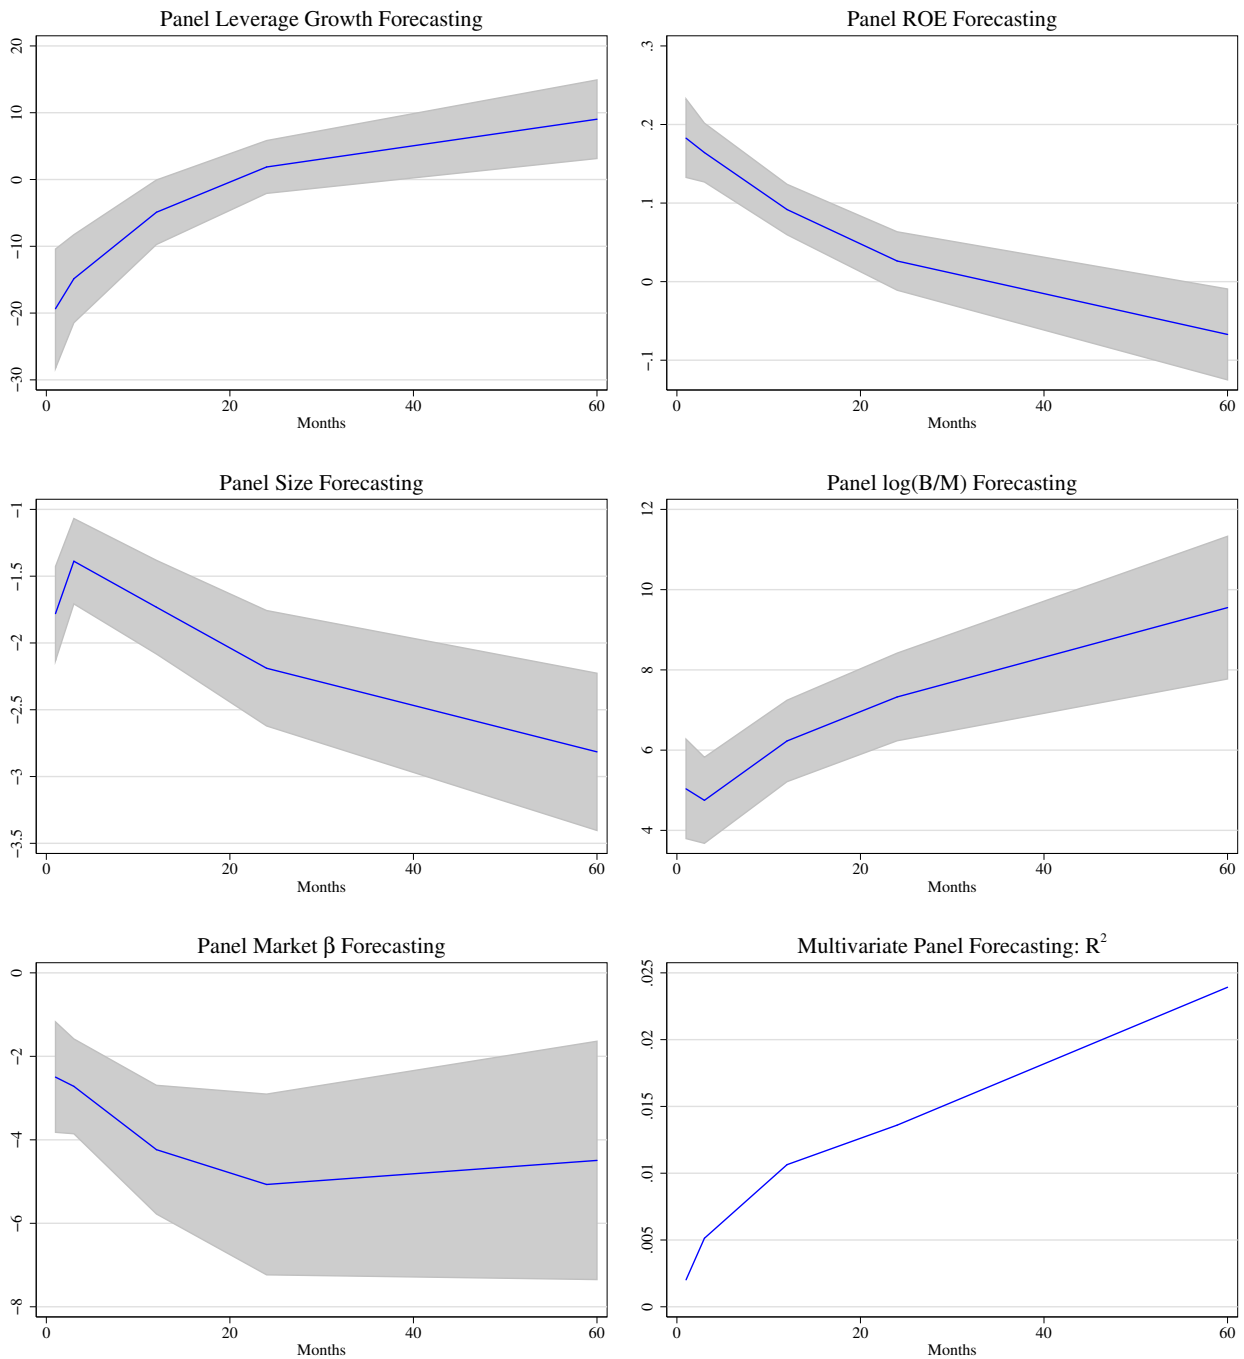 Panel Leverage Growth Forecasting
20
10
0
−10
−20
−30
0 20 40 60
Months
Panel ROE Forecasting
.3
.2
.1
0
−.1
0 20 40 60
Months
Panel Size Forecasting
−1
−1.5
−2
−2.5
−3
−3.5
0 20 40 60
Months
Panel log(B/M) Forecasting
12
10
8
6
4
0 20 40 60
Months
Panel Market β Forecasting
0
−2
−4
−6
−8
0 20 40 60
Months
Multivariate Panel Forecasting: R²
.025
.02
.015
.01
.005
0
0 20 40 60
Months